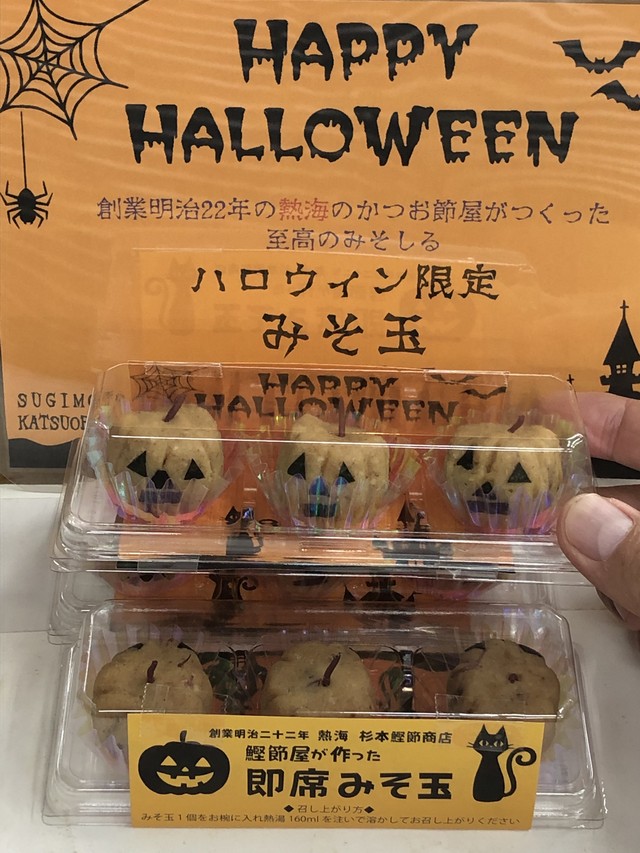 HAPPY
HALLOWEEN
創業明治22年の熱海のかつお節屋がつくった
至高のみそしる
ハロウィン限定
みそ玉
HAPPY
HALLOWEEN
SUGIM
KATSUO
創業明治二十二年 熱海 杉本鰹節商店
鰹節屋が作った
即席みそ玉
◆召し上がり方◆
みそ玉1個をお椀に入れ熱湯160mlを注いで溶かしてお召し上がりください